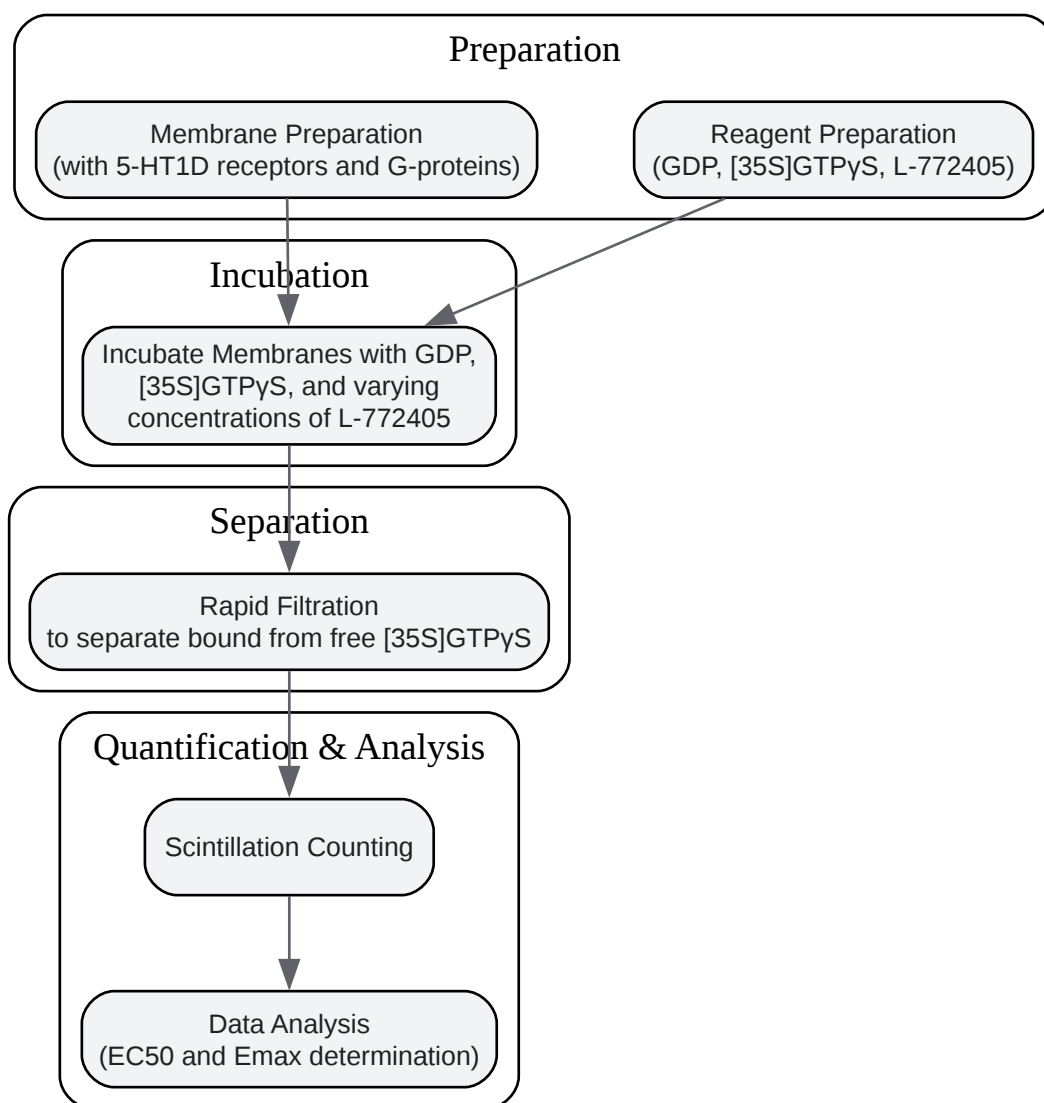 Preparation
Membrane Preparation
(with 5-HT1D receptors and G-proteins)
Reagent Preparation
(GDP, [35S]GTPγS, L-772405)
Incubation
Incubate Membranes with GDP,
[35S]GTPγS, and varying
concentrations of L-772405
Separation
Rapid Filtration
to separate bound from free [35S]GTPγS
Quantification & Analysis
Scintillation Counting
Data Analysis
(EC50 and Emax determination)